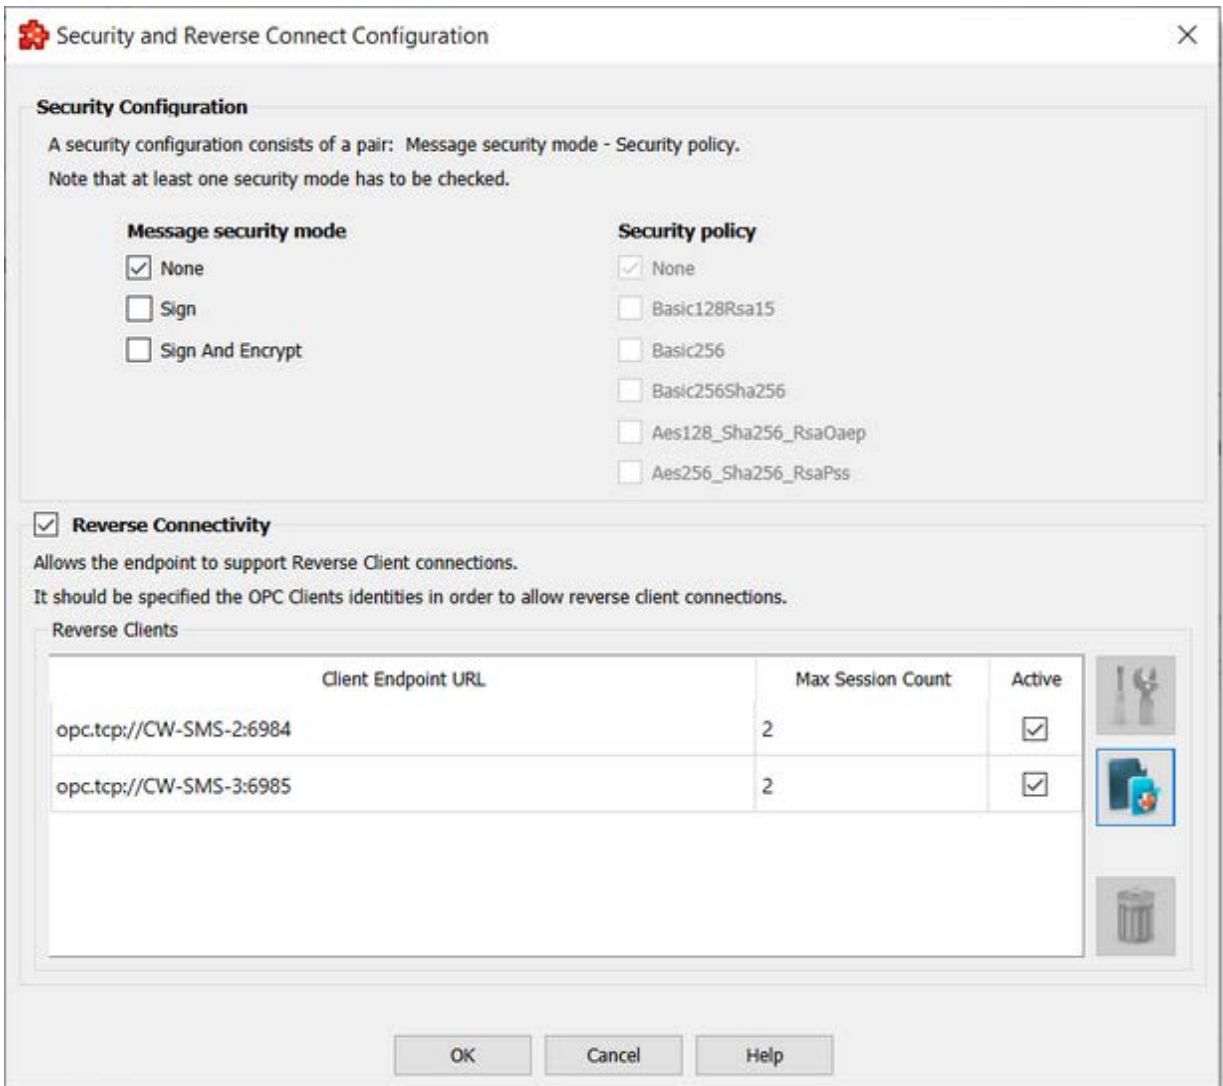 Security and Reverse Connect Configuration
Security Configuration
A security configuration consists of a pair: Message security mode - Security policy.
Note that at least one security mode has to be checked.
Message security mode
Security policy
None
None
Sign
Basic128Rsa15
Sign And Encrypt
Basic256
Basic256Sha256
Aes128_Sha256_RsaOaep
Aes256_Sha256_RsaPss
Reverse Connectivity
Allows the endpoint to support Reverse Client connections.
It should be specified the OPC Clients identities in order to allow reverse client connections.
Reverse Clients
Client Endpoint URL Max Session Count Active
opc.tcp://CW-SMS-2:6984 2
opc.tcp://CW-SMS-3:6985 2
OK Cancel Help